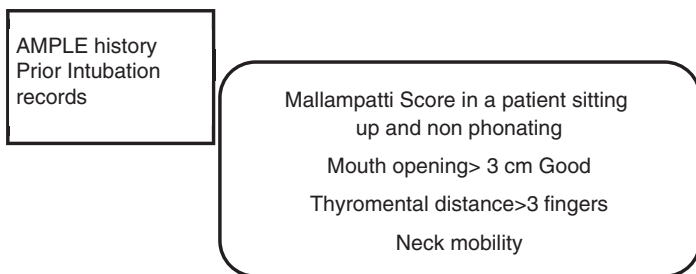 AMPLE history
Prior Intubation
records
Mallampatti Score in a patient sitting
up and non phonating
Mouth opening> 3 cm Good
Thyromental distance>3 fingers
Neck mobility